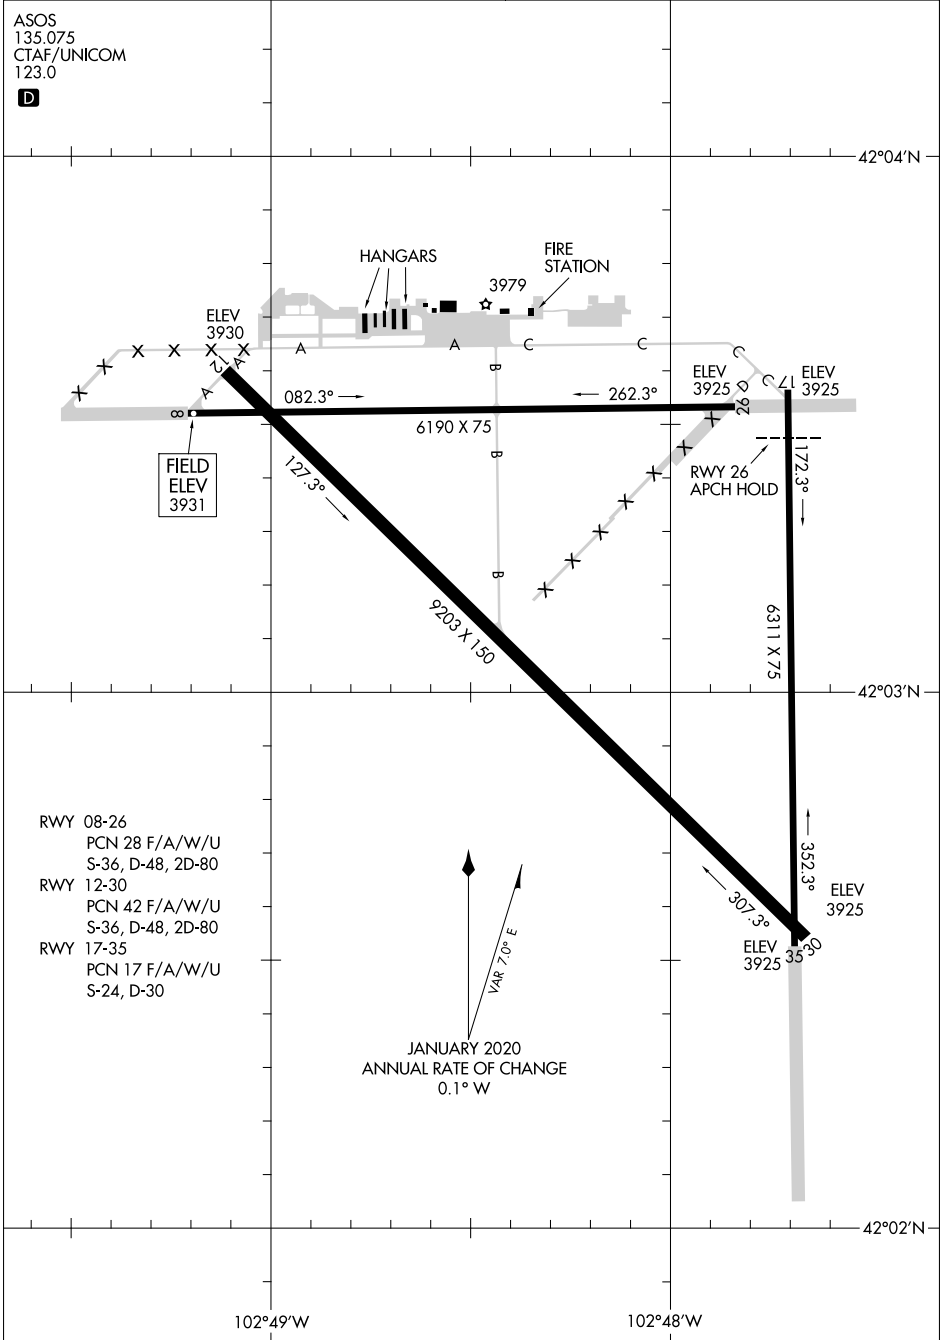 ASOS
135.075
CTAF/UNICOM
123.0
D
42°04'N
HANGARS
FIRE
STATION
3979
ELEV
3930
X X X X A A C C
X A C
12 A B ELEV
3925
D C 17 ELEV
3925
X
8 082.3° 262.3° 26
6190 X 75 X
FIELD
ELEV
3931
127.3° B X X RWY 26
APCH HOLD
172.3°
X
X
X
B X
9203 X 150
6311 X 75
42°03'N
RWY 08-26
PCN 28 F/A/W/U
S-36, D-48, 2D-80
RWY 12-30
PCN 42 F/A/W/U
S-36, D-48, 2D-80
RWY 17-35
PCN 17 F/A/W/U
S-24, D-30
352.3°
307.3°
ELEV
3925
ELEV
3925
35 30
VAR 7.0° E
JANUARY 2020
ANNUAL RATE OF CHANGE
0.1° W
42°02'N
102°49'W
102°48'W